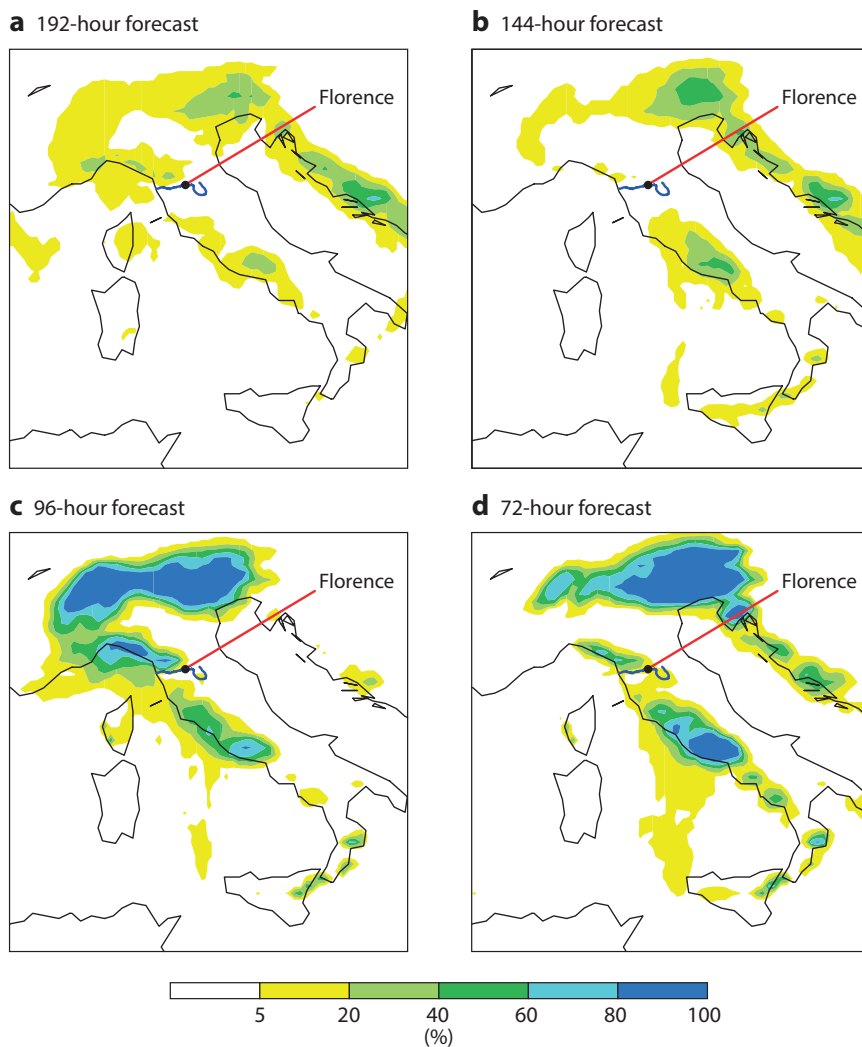 a 192-hour forecast
Florence
b 144-hour forecast
Florence
c 96-hour forecast
Florence
d 72-hour forecast
Florence
5 20 40 60 80 100
(%)